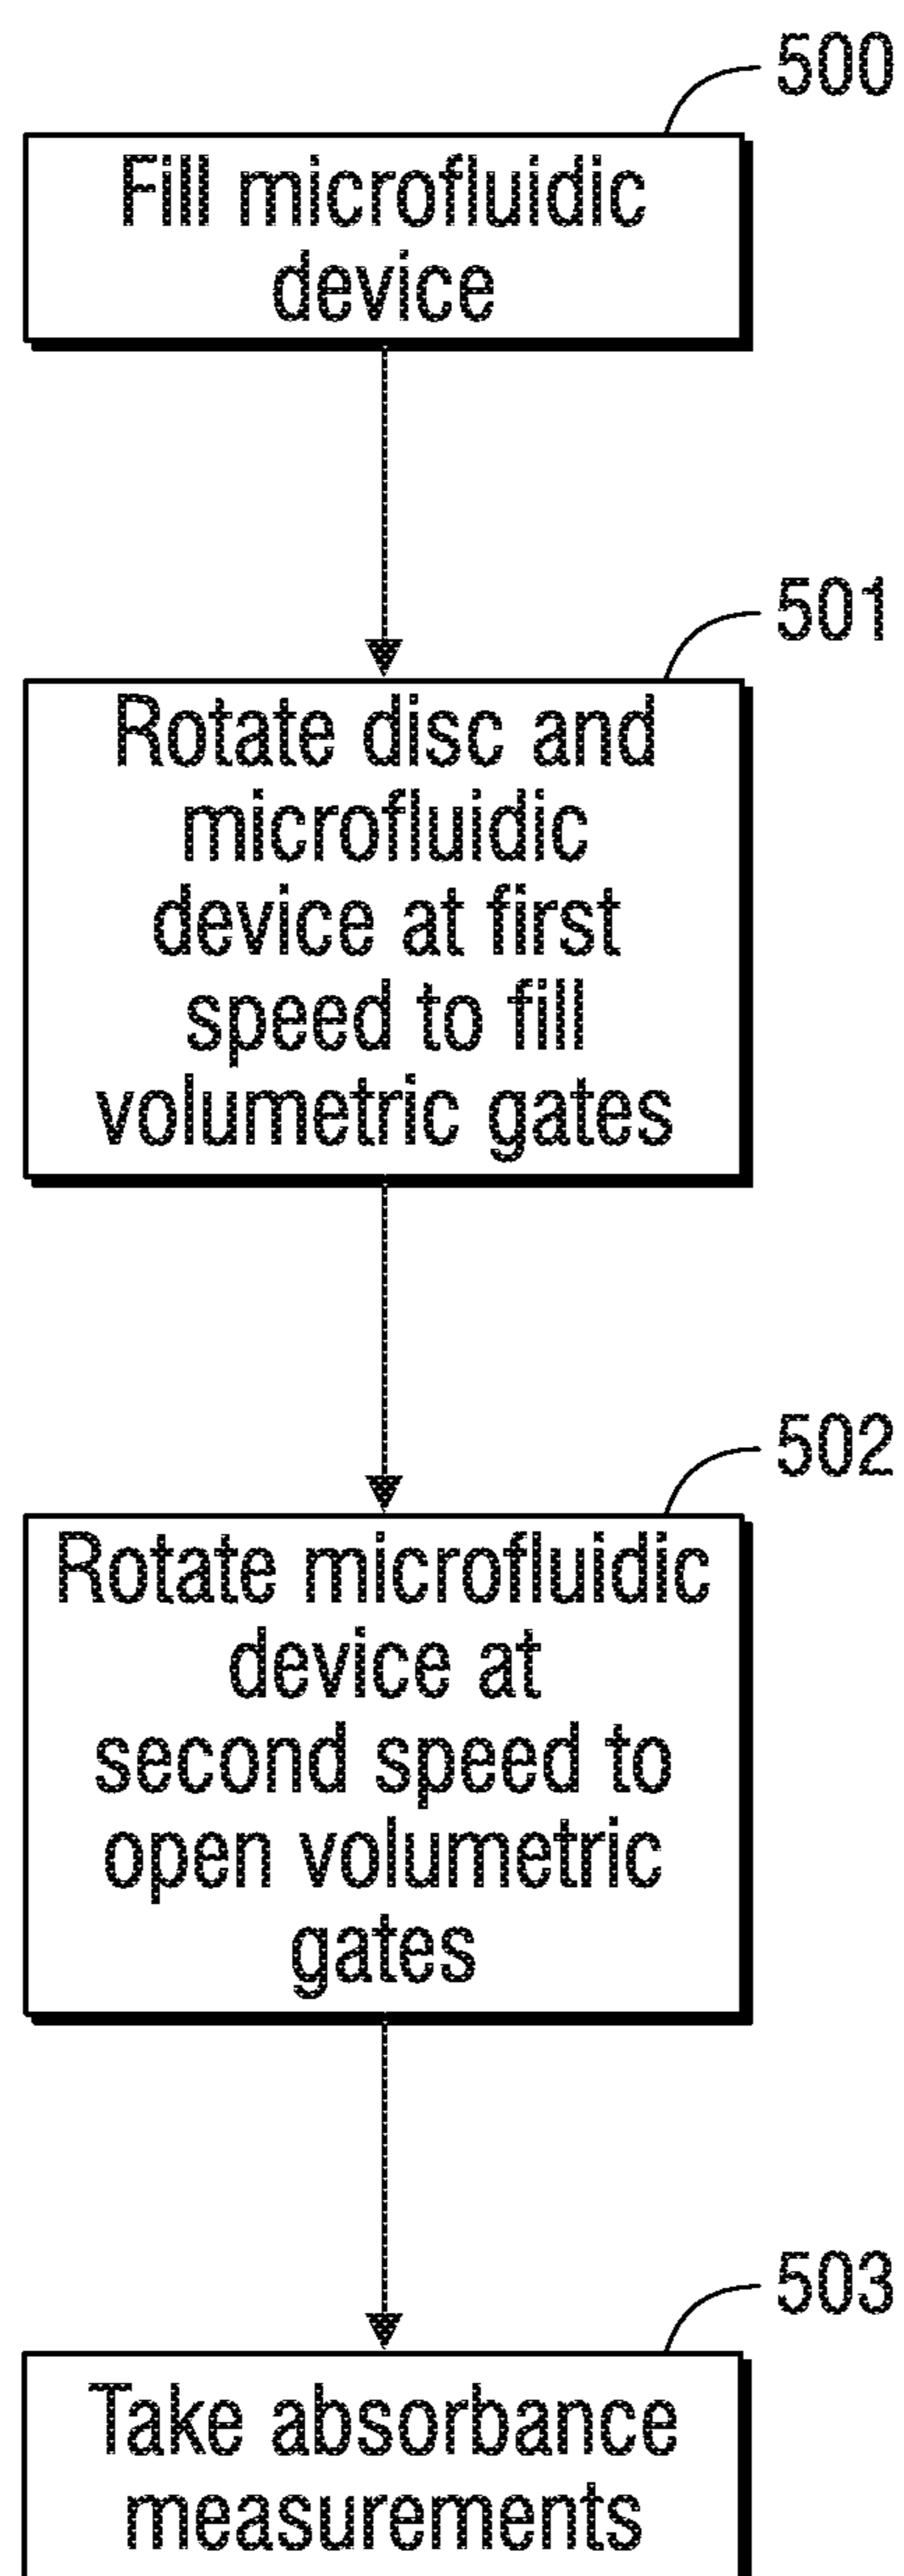 500
Fill microfluidic
device
501
Rotate disc and
microfluidic
device at first
speed to fill
volumetric gates
502
Rotate microfluidic
device at
second speed to
open volumetric
gates
503
Take absorbance
measurements